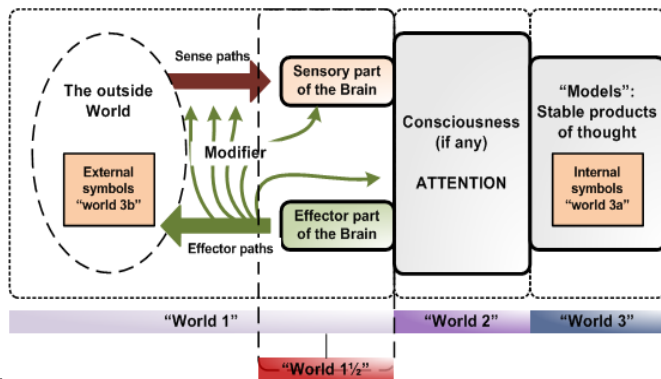 Sense paths
The outside
World
External
symbols
“world 3b”
Modifier
Effector paths
Sensory part
of the Brain
Effector part
of the Brain
Consciousness
(if any)
ATTENTION
“Models”:
Stable products
of thought
Internal
symbols
“world 3a”
“World 1”
“World 2”
“World 3”
“World 1½”